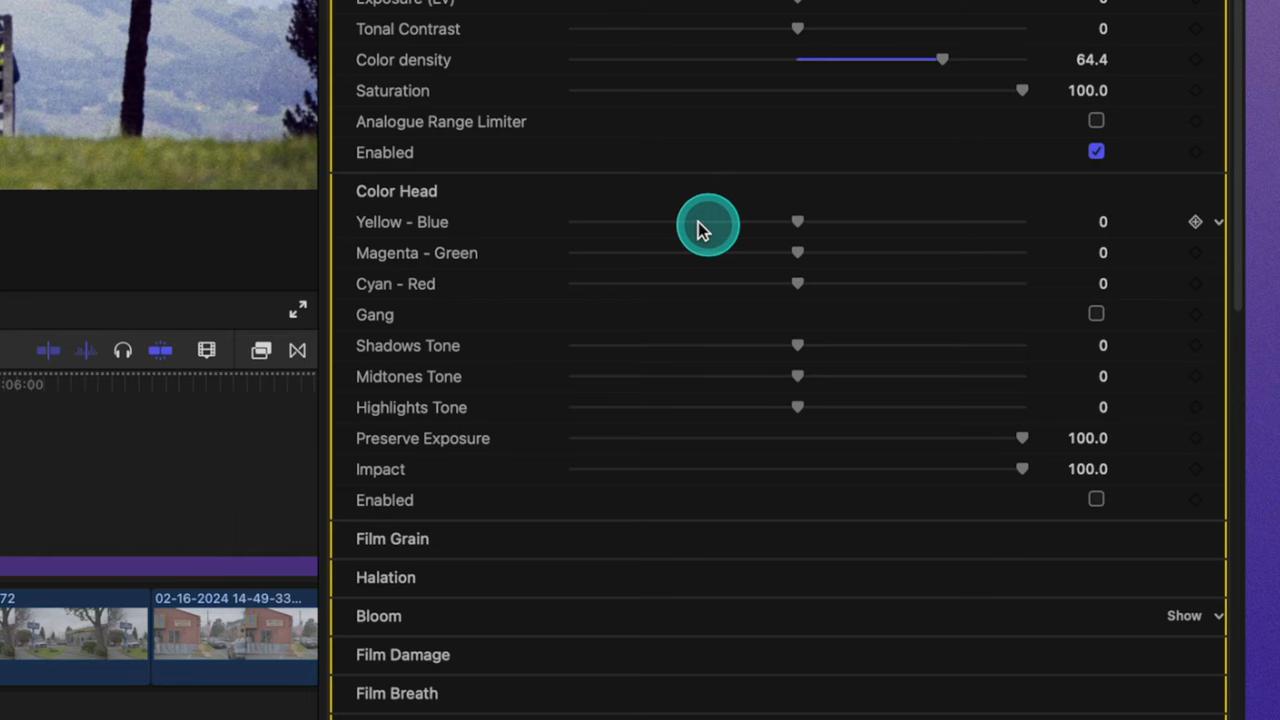 Exposure (EV) 0
Tonal Contrast 0
Color density 64.4
Saturation 100.0
Analogue Range Limiter
Enabled
Color Head
Yellow - Blue 0
Magenta - Green 0
Cyan - Red 0
Gang
Shadows Tone 0
Midtones Tone 0
Highlights Tone 0
Preserve Exposure 100.0
Impact 100.0
Enabled
Film Grain
Halation
Bloom Show
Film Damage
Film Breath
:06:00
72
02-16-2024 14-49-33...